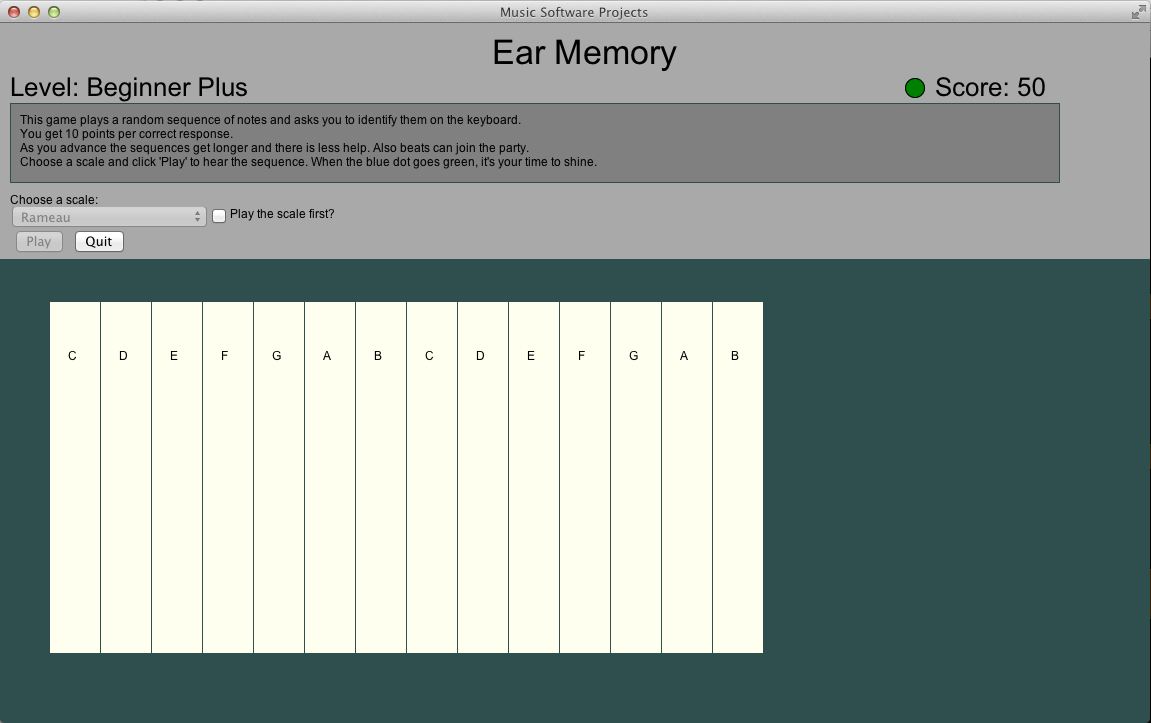 Music Software Projects
Ear Memory
Level: Beginner Plus
Score: 50
This game plays a random sequence of notes and asks you to identify them on the keyboard.
You get 10 points per correct response.
As you advance the sequences get longer and there is less help. Also beats can join the party.
Choose a scale and click 'Play' to hear the sequence. When the blue dot goes green, it's your time to shine.
Choose a scale:
Rameau
Play the scale first?
Play Quit
C D E F G A B C D E F G A B